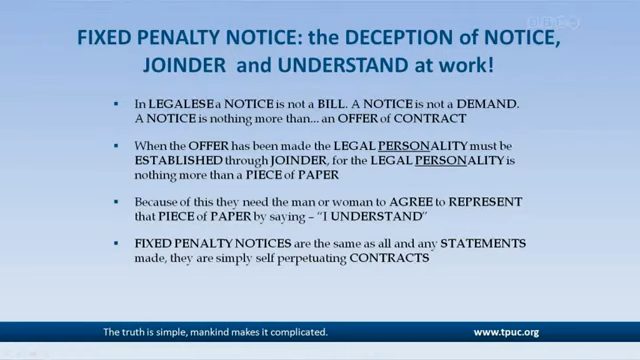 FIXED PENALTY NOTICE: the DECEPTION of NOTICE,
JOINDER and UNDERSTAND at work!
▪ In LEGALESE a NOTICE is not a BILL. A NOTICE is not a DEMAND.
A NOTICE is nothing more than... an OFFER of CONTRACT
▪ When the OFFER has been made the LEGAL PERSONALITY must be
ESTABLISHED through JOINDER, for the LEGAL PERSONALITY is
nothing more than a PIECE of PAPER
▪ Because of this they need the man or woman to AGREE to REPRESENT
that PIECE of PAPER by saying – "I UNDERSTAND"
▪ FIXED PENALTY NOTICES are the same as all and any STATEMENTS
made, they are simply self perpetuating CONTRACTS
The truth is simple, mankind makes it complicated.
www.tpuc.org